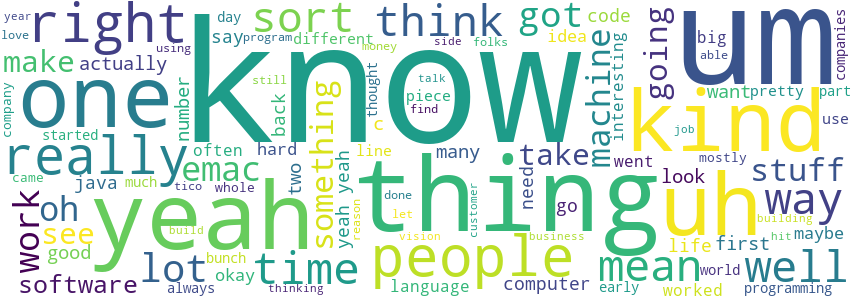 know
thing
um
yeah
uh
one
kind
really
right
people
think
time
well
way
mean
lot
sort
got
work
stuff
take
see
something
machine
emac
oh
going
make
software
actually
year
love
day
say
program
using
different
money
side
folks
idea
code
big
able
companies
company
started
number
often
back
still
thought
talk
piece
find
c
line
interesting
want
pretty
part
use
job
many
went
mostly
java
much
came
tico
whole
hard
two
yeah yeah
need
go
look
good
build
bunch
okay
always
thinking
reason
done
let
vision
language
customer
business
computer
early
life
worked
first
world
building
hit
maybe
programming